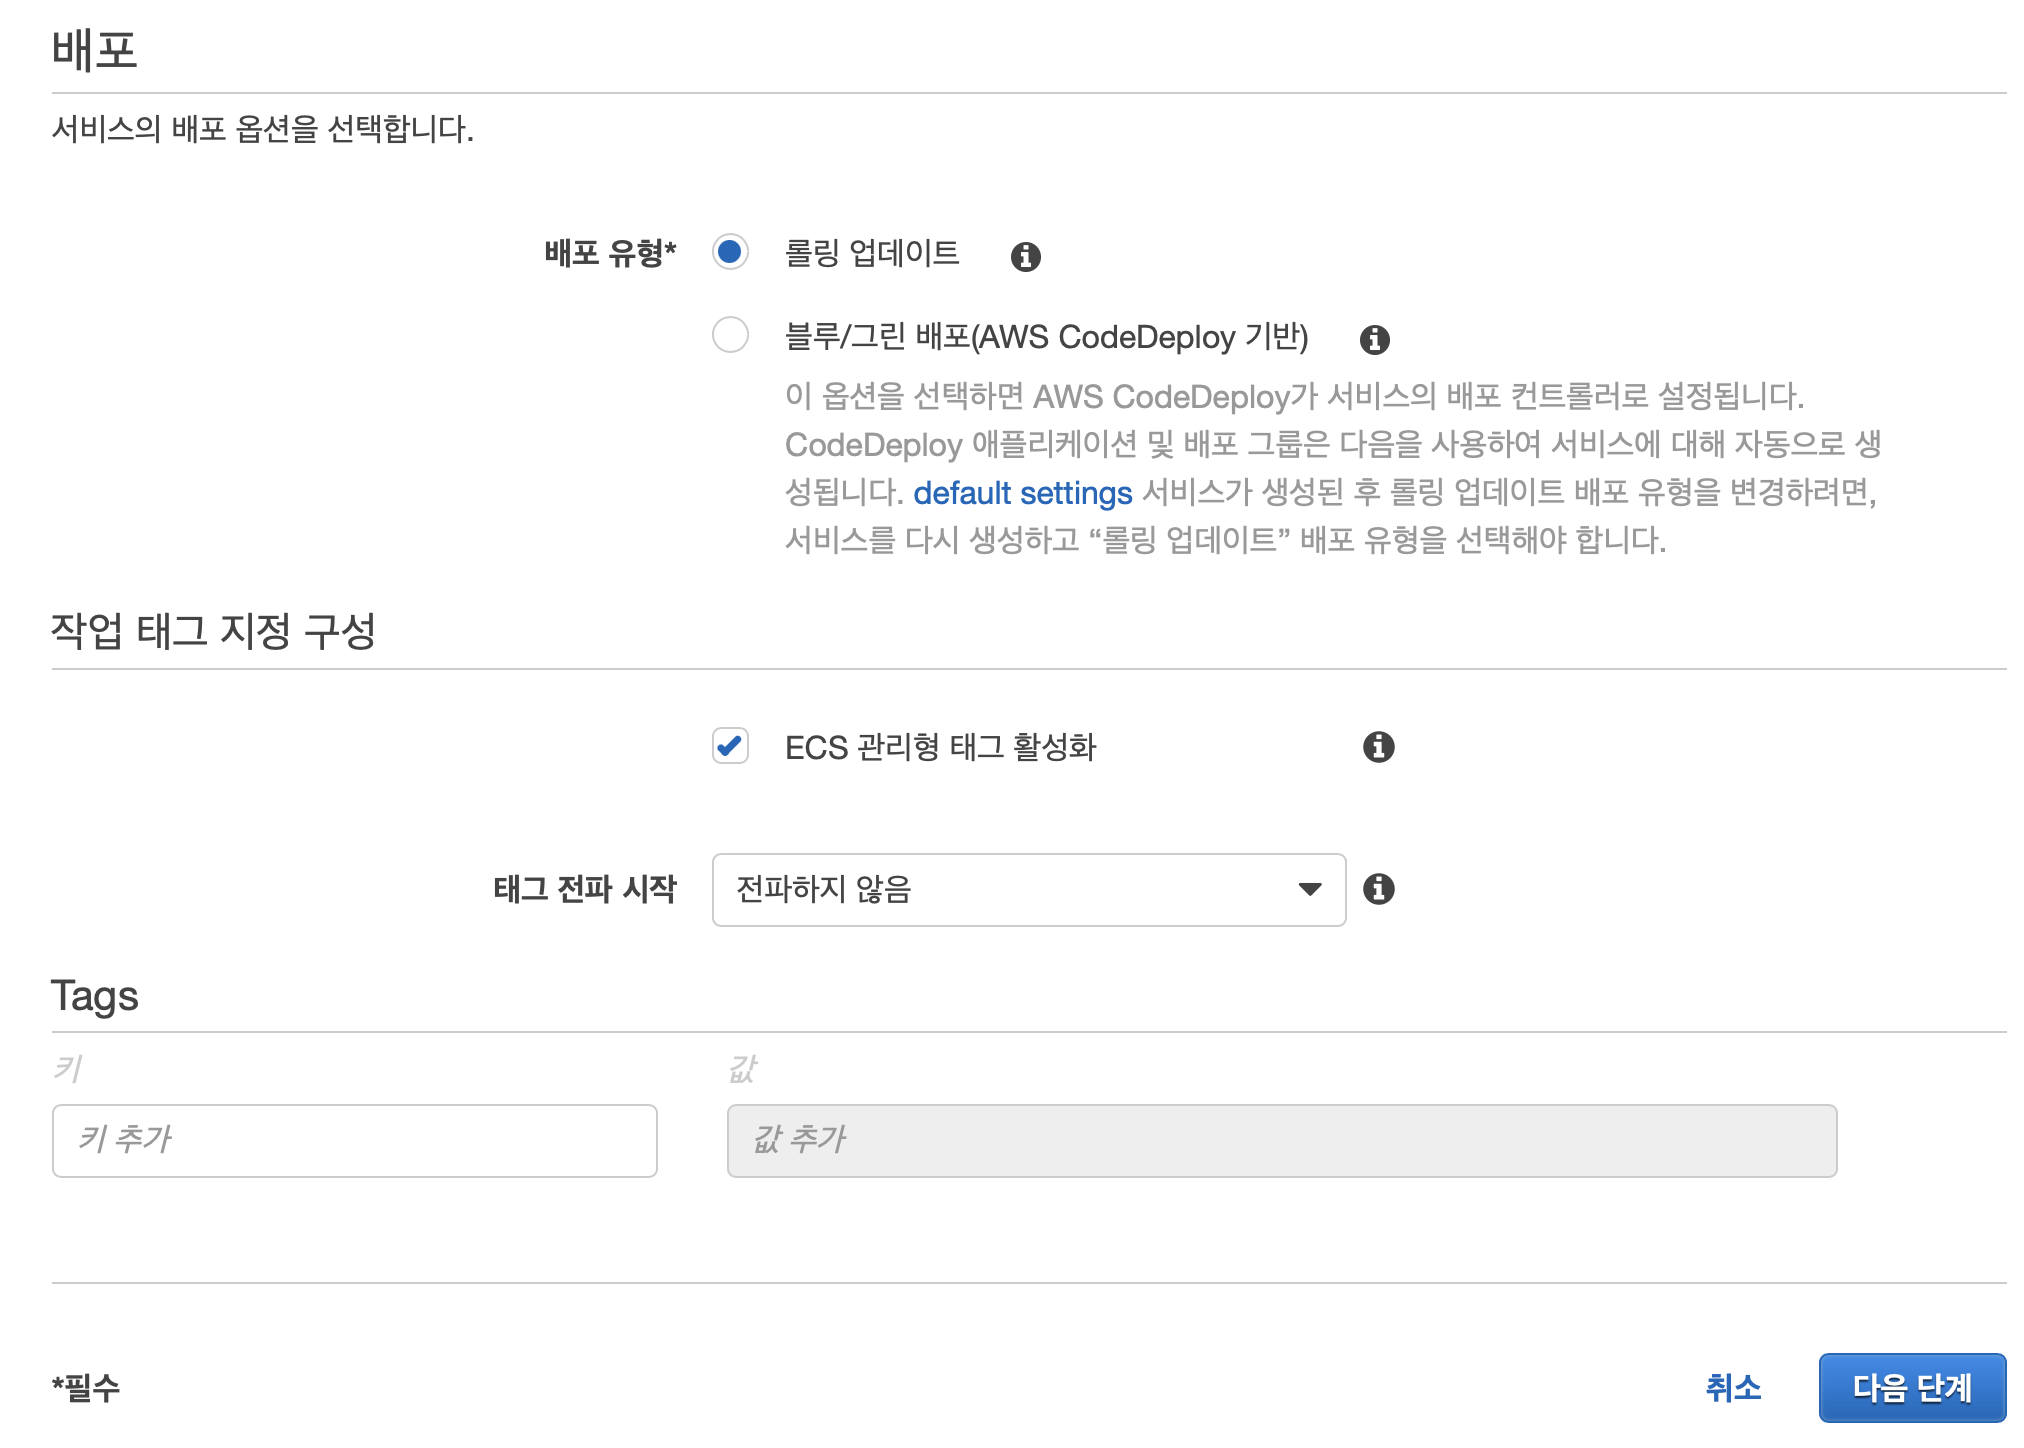 배포
서비스의 배포 옵션을 선택합니다.
배포 유형* 롤링 업데이트
블루/그린 배포(AWS CodeDeploy 기반)
이 옵션을 선택하면 AWS CodeDeploy가 서비스의 배포 컨트롤러로 설정됩니다.
CodeDeploy 애플리케이션 및 배포 그룹은 다음을 사용하여 서비스에 대해 자동으로 생
성됩니다. default settings 서비스가 생성된 후 롤링 업데이트 배포 유형을 변경하려면,
서비스를 다시 생성하고 “롤링 업데이트” 배포 유형을 선택해야 합니다.
작업 태그 지정 구성
ECS 관리형 태그 활성화
태그 전파 시작 전파하지 않음
Tags
키 값
키 추가 값 추가
*필수 취소 다음 단계